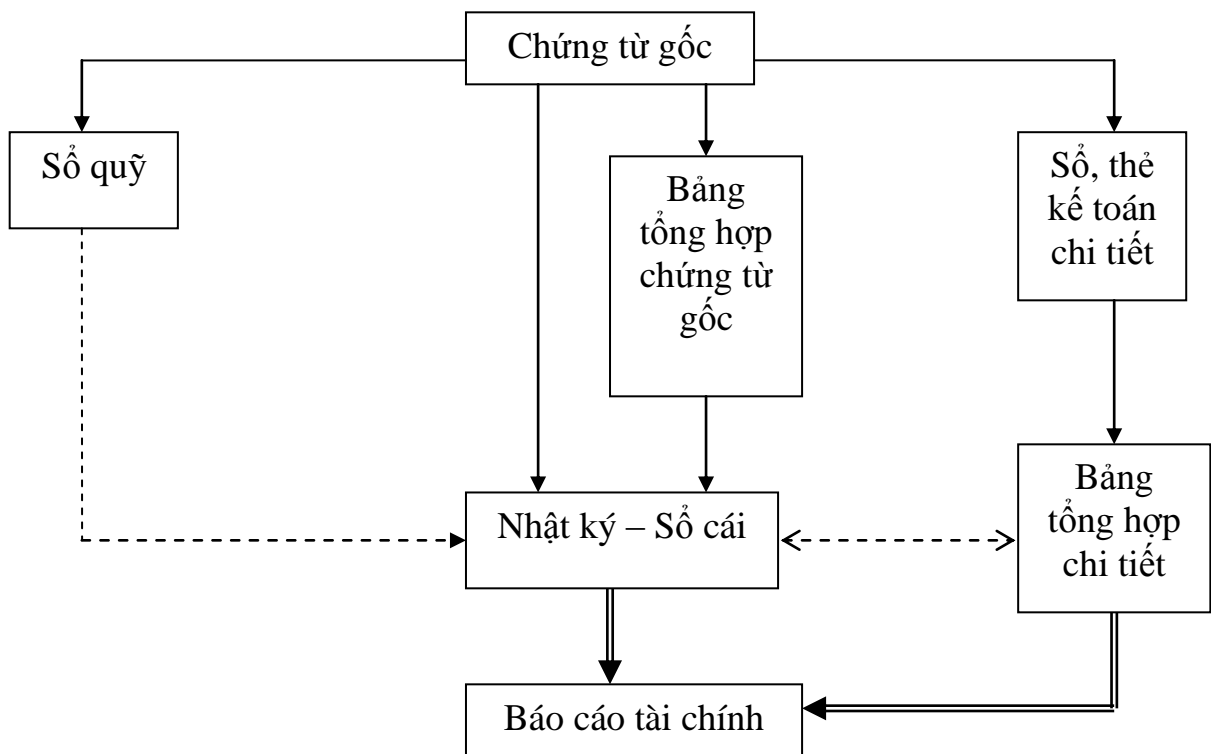 Chứng từ gốc
Sổ quỹ
Bảng
tổng hợp
chứng từ
gốc
Sổ, thẻ
kế toán
chi tiết
Nhật ký – Sổ cái
Bảng
tổng hợp
chi tiết
Báo cáo tài chính